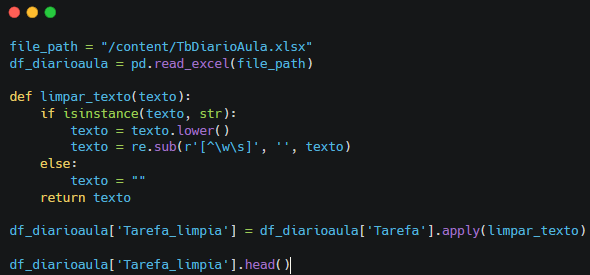 file_path = "/content/TbDiarioAula.xlsx"
df_diarioaula = pd.read_excel(file_path)
def limpar_texto(texto):
    if isinstance(texto, str):
        texto = texto.lower()
        texto = re.sub(r'[^\w\s]', '', texto)
    else:
        texto = ""
    return texto
df_diarioaula['Tarefa_limpia'] = df_diarioaula['Tarefa'].apply(limpar_texto)
df_diarioaula['Tarefa_limpia'].head()